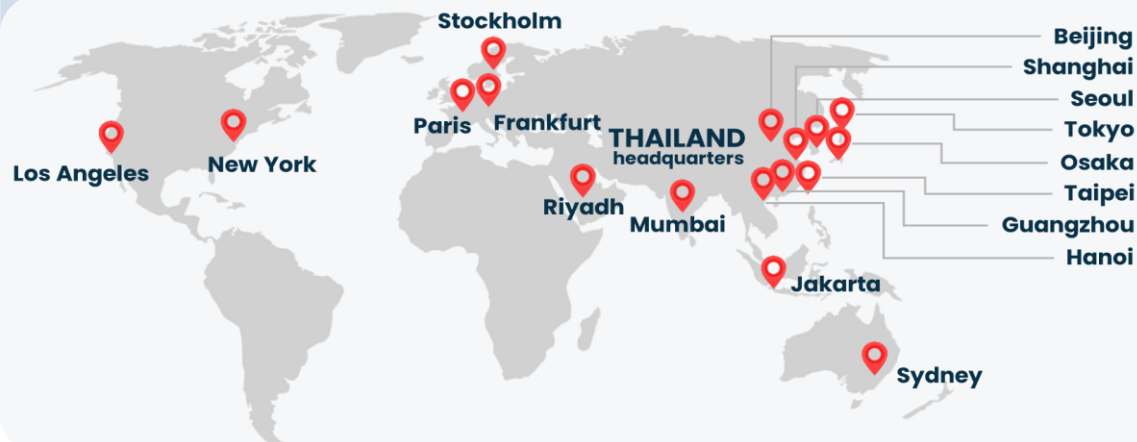 Stockholm
Beijing
Shanghai
Seoul
Tokyo
Osaka
Taipei
Guangzhou
Hanoi
Paris
Frankfurt
THAILAND
headquarters
Los Angeles
New York
Riyadh
Mumbai
Jakarta
Sydney